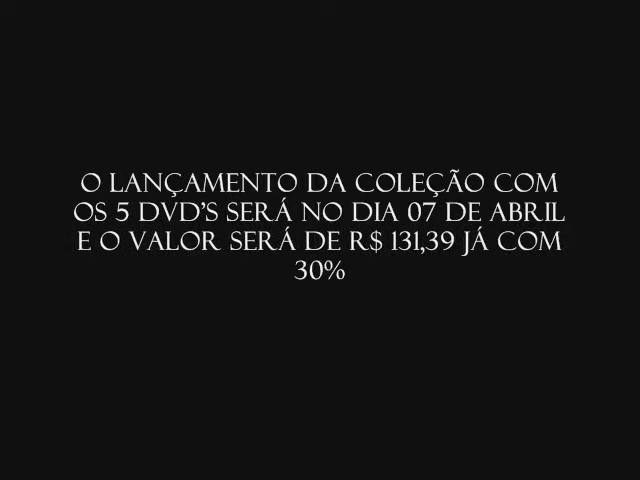 O LANÇAMENTO DA COLEÇÃO COM
OS 5 DVD'S SERÁ NO DIA 07 DE ABRIL
E O VALOR SERÁ DE R$ 131,39 JÁ COM
30%